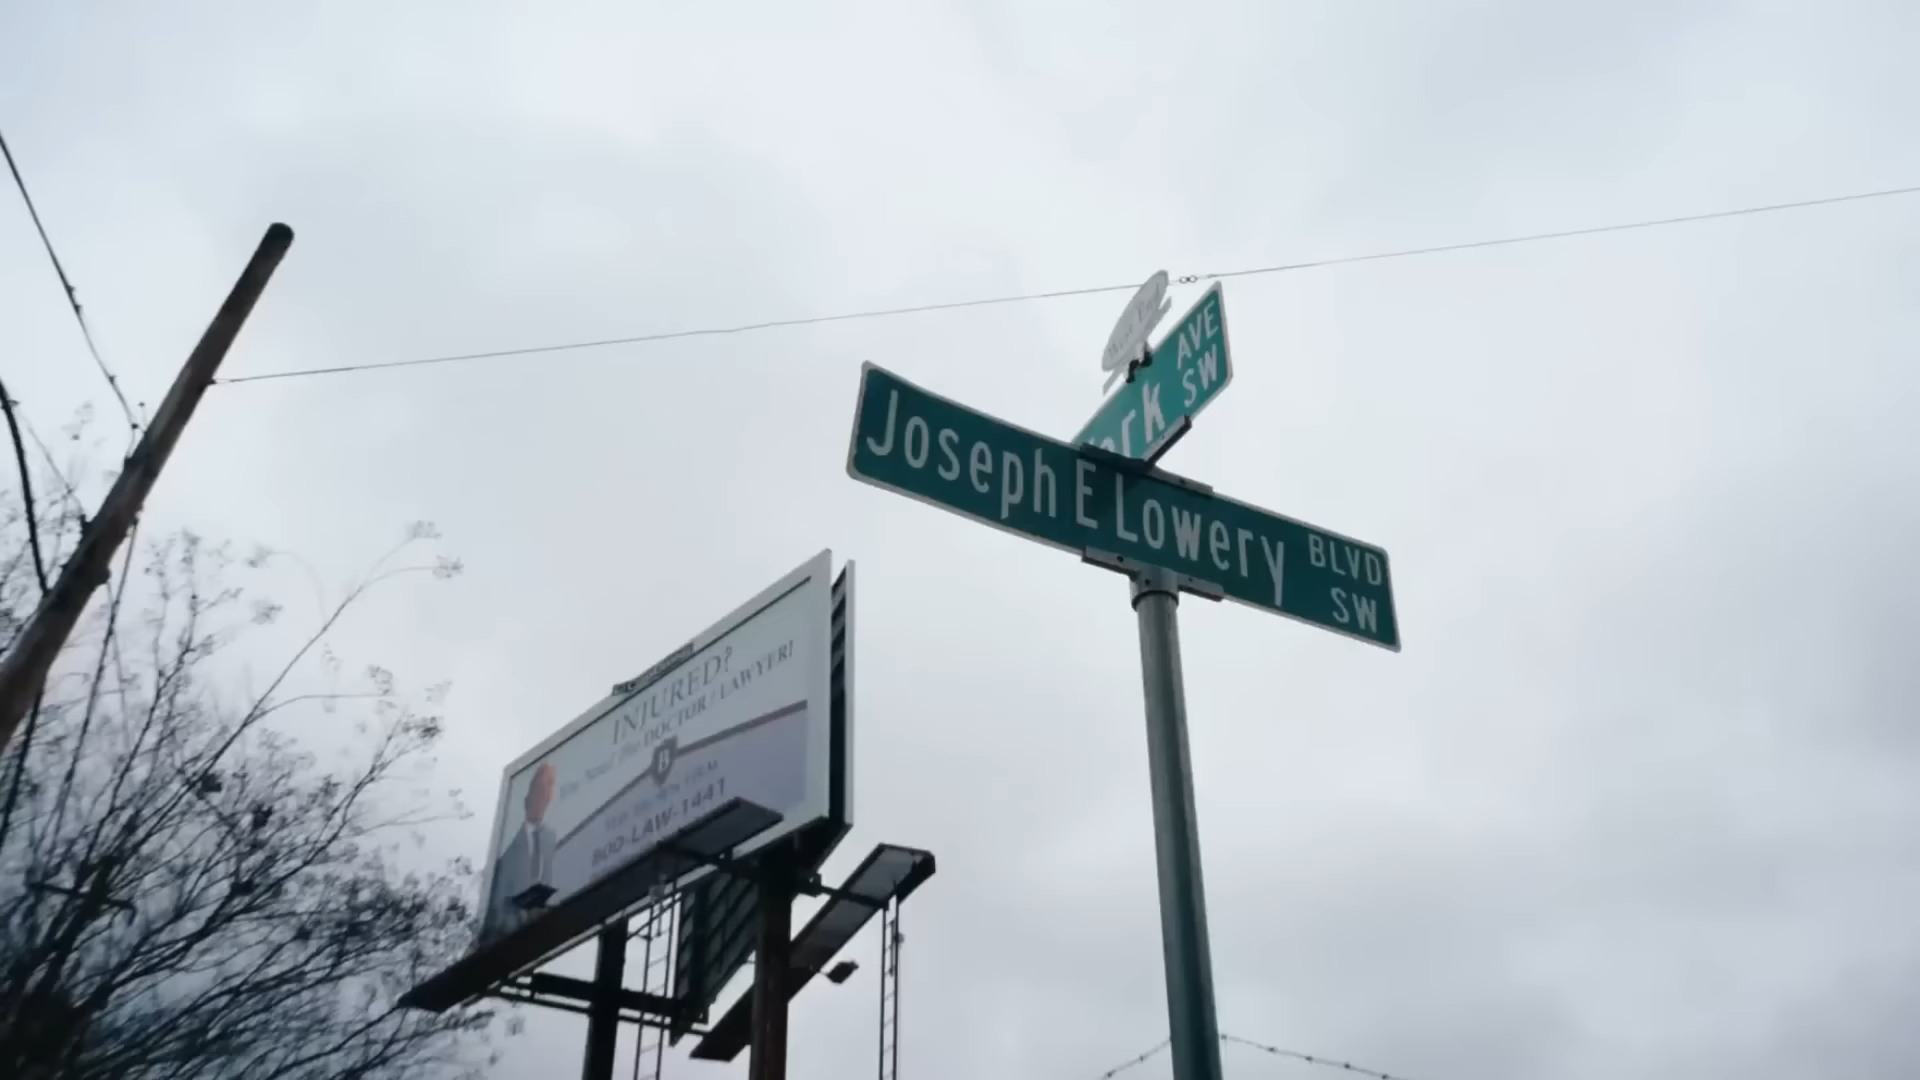 AVE
SW
Joseph E Lowery BLVD
SW
INJURED?
DOCTOR / LAWYER!
B
800-LAW-1441